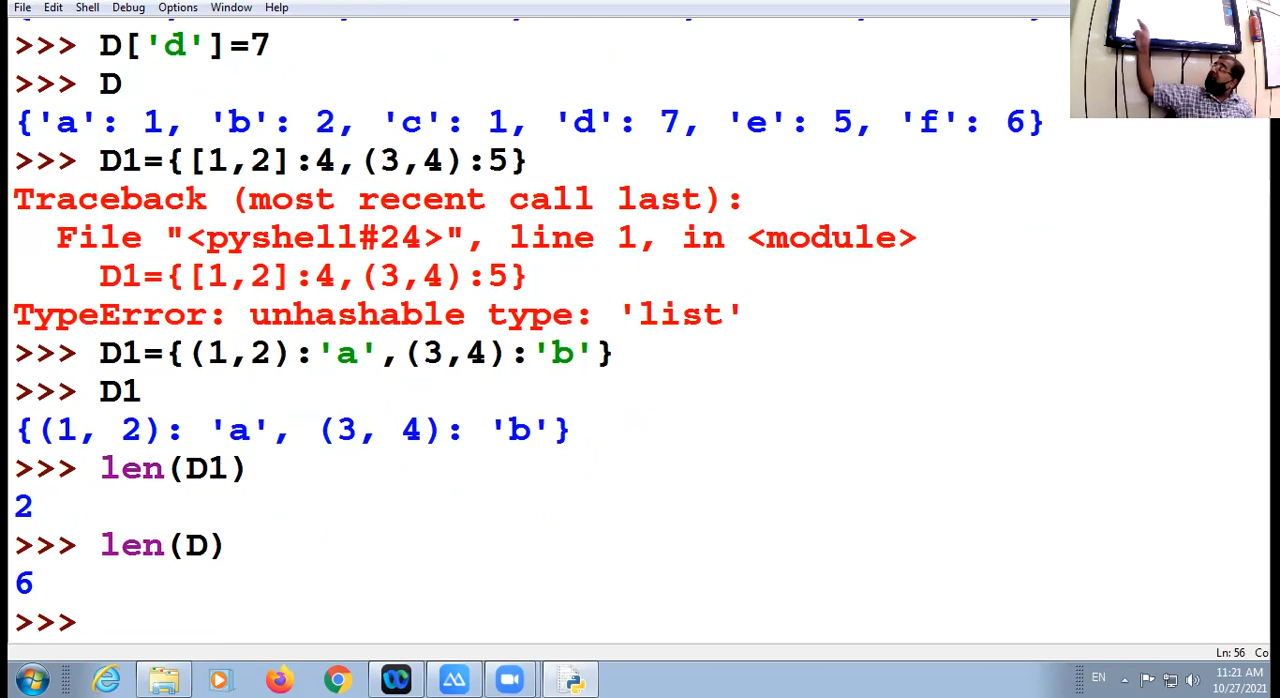 File Edit Shell Debug Options Window Help
>>> D['d']=7
>>> D
{'a': 1, 'b': 2, 'c': 1, 'd': 7, 'e': 5, 'f': 6}
>>> D1={[1,2]:4,(3,4):5}
Traceback (most recent call last):
  File "<pyshell#24>", line 1, in <module>
    D1={[1,2]:4,(3,4):5}
TypeError: unhashable type: 'list'
>>> D1={(1,2):'a',(3,4):'b'}
>>> D1
{(1, 2): 'a', (3, 4): 'b'}
>>> len(D1)
2
>>> len(D)
6
>>>
Ln: 56 Co
EN 11:21 AM
10/27/2021